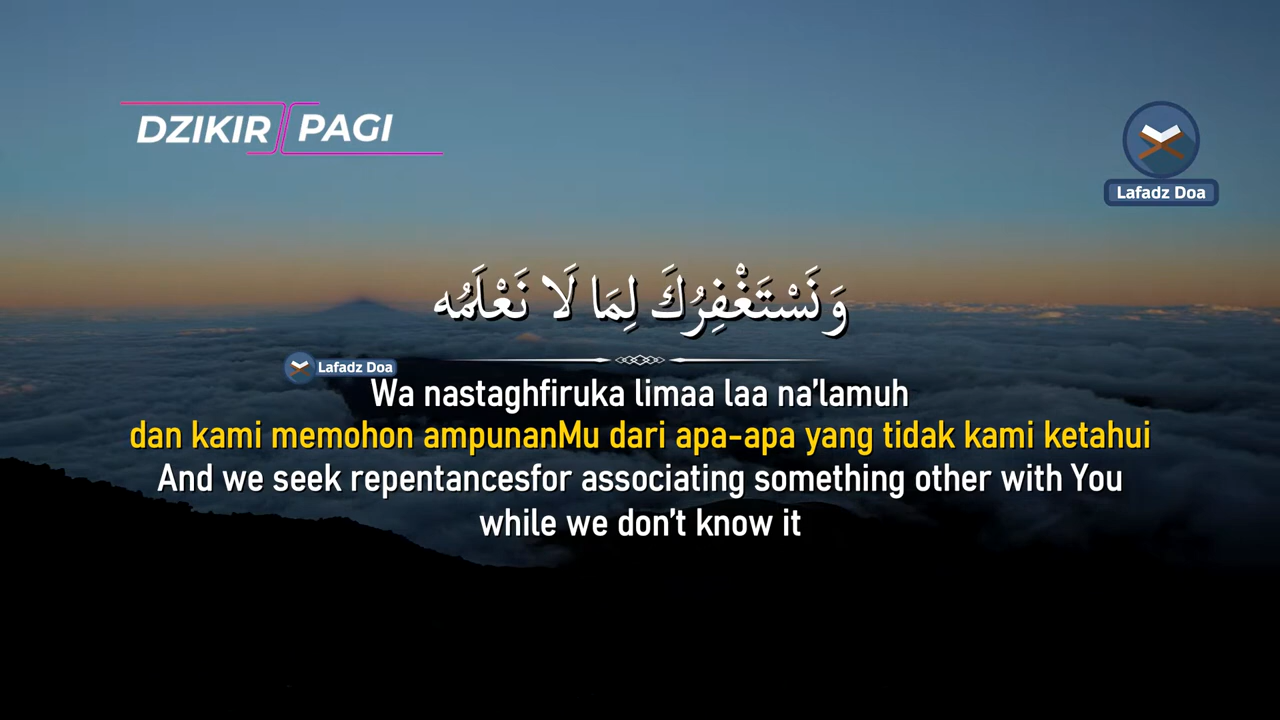 DZIKIR PAGI
Lafadz Doa
وَنَسْتَغْفِرُكَ لِمَا لَا نَعْلَمُه
Lafadz Doa
Wa nastaghfiruka limaa laa na’lamuh
dan kami memohon ampunanMu dari apa-apa yang tidak kami ketahui
And we seek repentancesfor associating something other with You
while we don’t know it